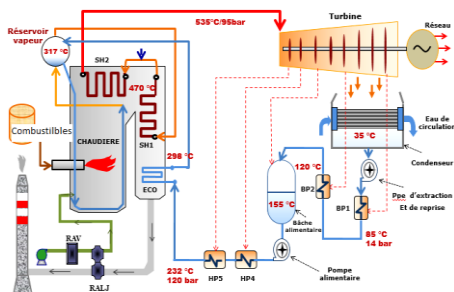 535°C/95bar
Turbine
Réseau
Réservoir
vapeur
317 °C
SH2
470 °C
Combustilbles
CHAUDIERE
SH1
298 °C
ECO
Eau de
circulation
35 °C
Condenseur
120 °C
BP2
155 °C
Bâche
alimentaire
BP1
Ppe d'extraction
Et de reprise
85 °C
14 bar
RAV
RALJ
232 °C
120 bar
HP5
HP4
Pompe
alimentaire